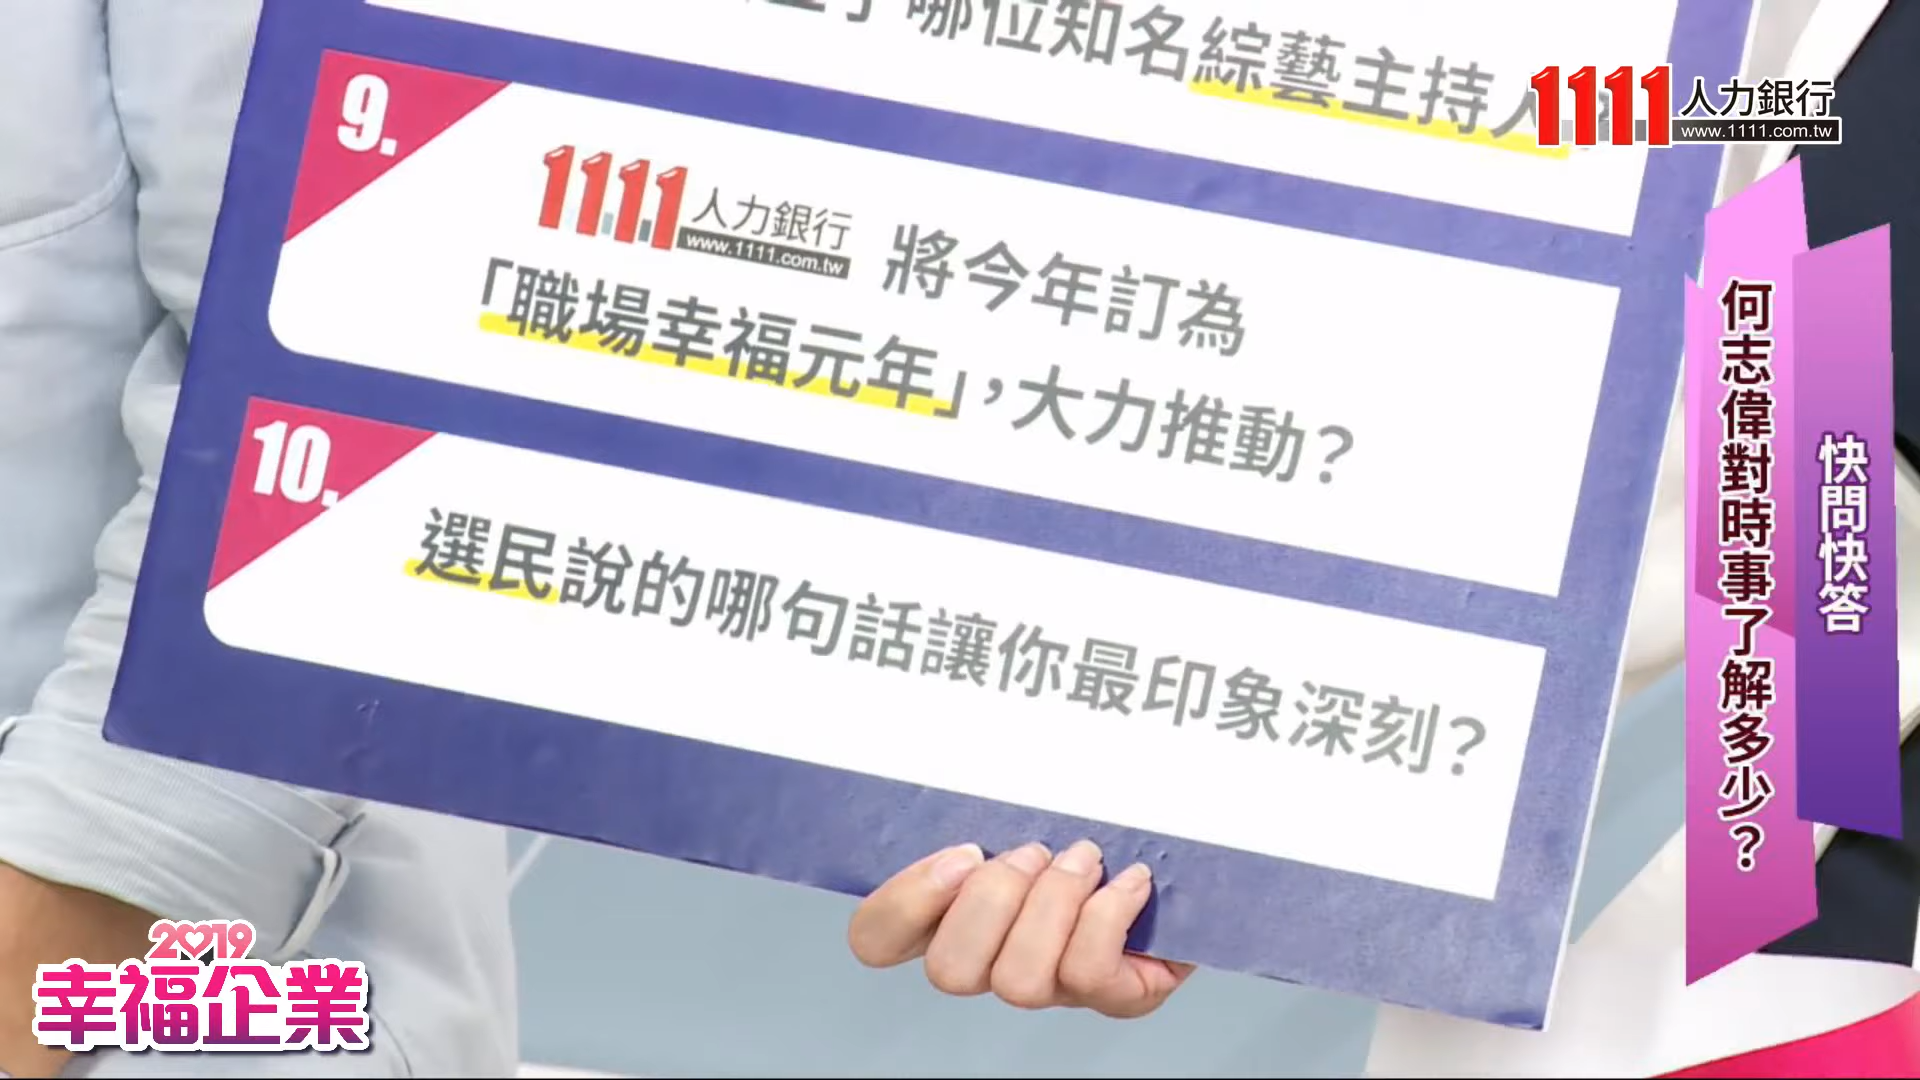 哪位知名綜藝主持人
9.
1111 人力銀行 將今年訂為
www.1111.com.tw
「職場幸福元年」,大力推動?
10.
選民說的哪句話讓你最印象深刻?
1111 人力銀行
www.1111.com.tw
快問快答
何志偉對時事了解多少?
2019
幸福企業